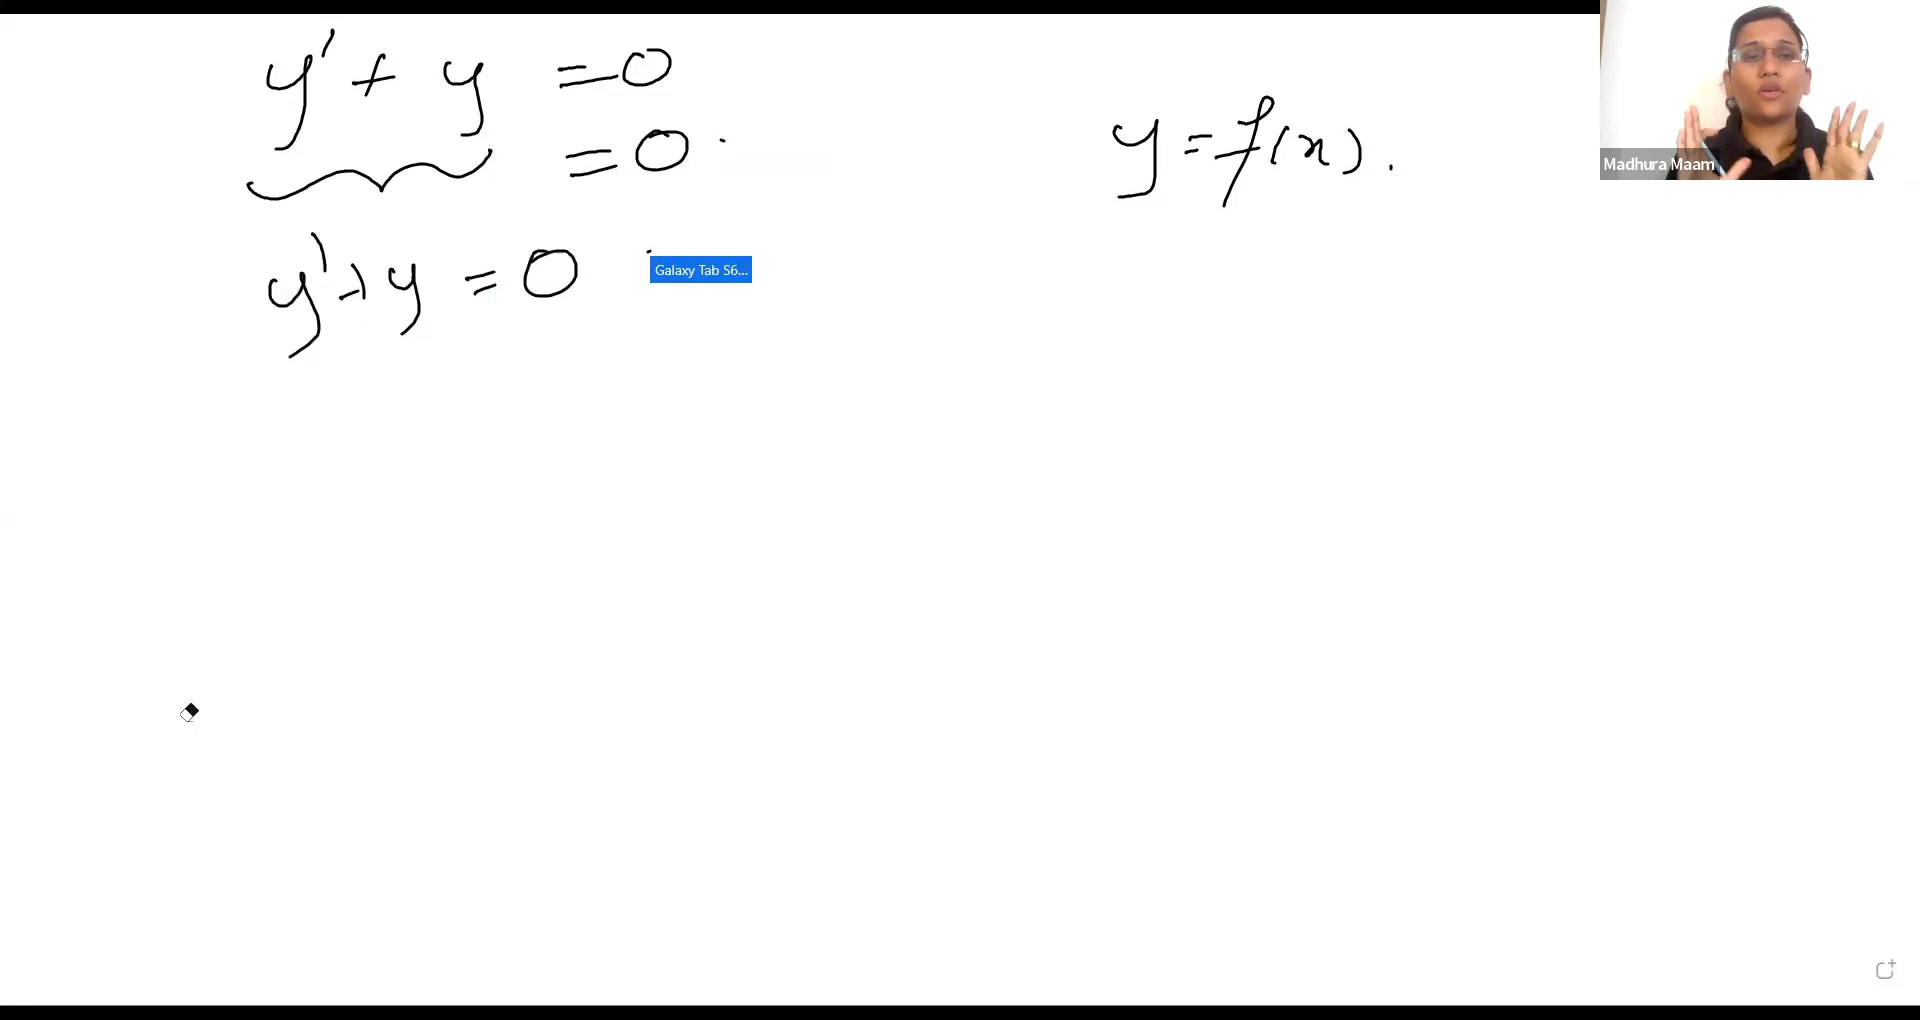 y' + y = 0
= 0 .
y' + y = 0
y = f(x).
Galaxy Tab S6...
Madhura Maam